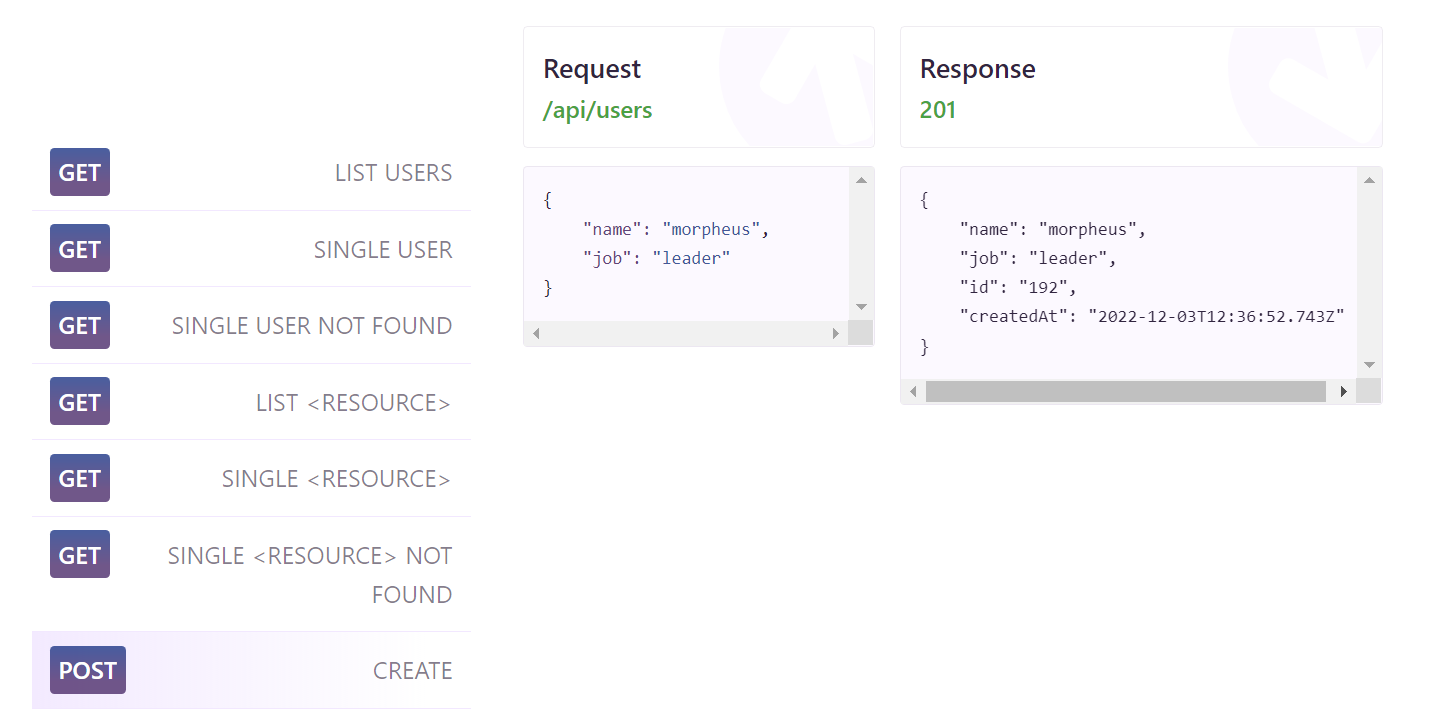 GET LIST USERS
GET SINGLE USER
GET SINGLE USER NOT FOUND
GET LIST <RESOURCE>
GET SINGLE <RESOURCE>
GET SINGLE <RESOURCE> NOT
FOUND
POST CREATE
Request
/api/users
{
    "name": "morpheus",
    "job": "leader"
}
Response
201
{
    "name": "morpheus",
    "job": "leader",
    "id": "192",
    "createdAt": "2022-12-03T12:36:52.743Z"
}